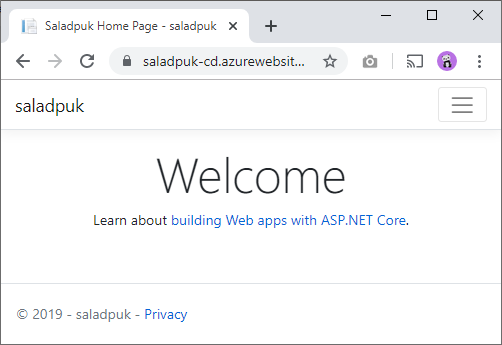 Saladpuk Home Page - saladpuk
saladpuk-cd.azurewebsit...
saladpuk
Welcome
Learn about building Web apps with ASP.NET Core.
© 2019 - saladpuk - Privacy